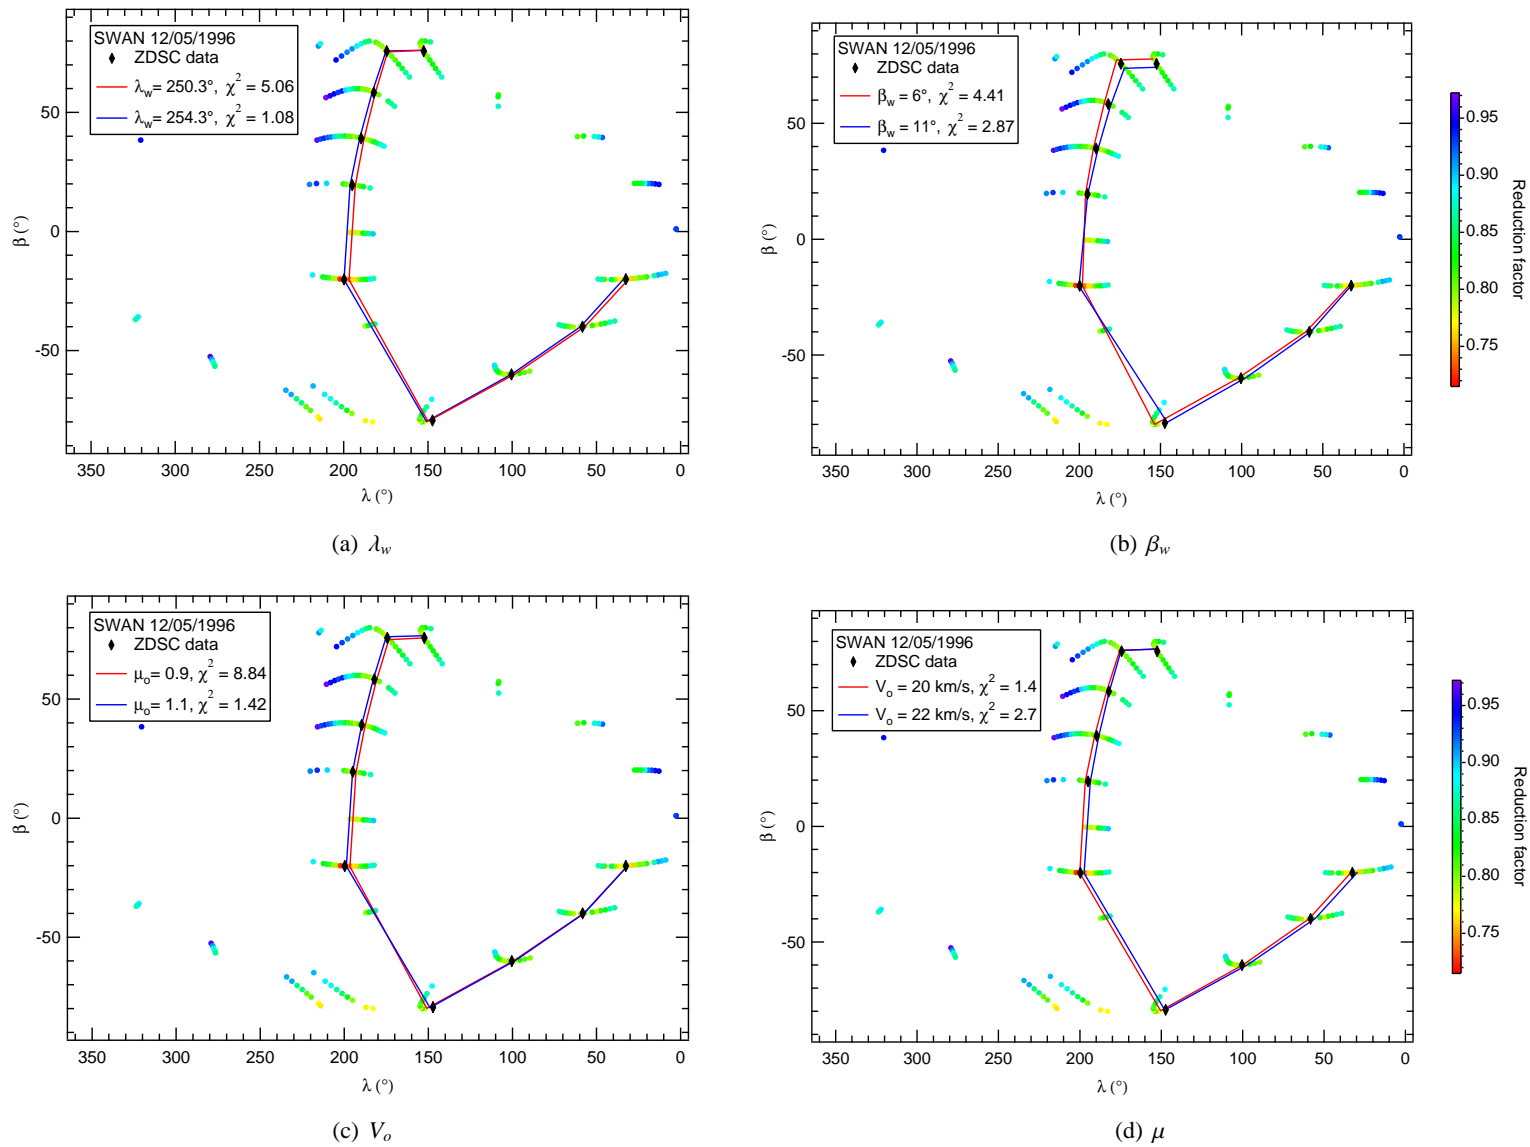 SWAN 12/05/1996
ZDSC data
λw = 250.3°, χ² = 5.06
λw = 254.3°, χ² = 1.08
50
0
-50
β (°)
350 300 250 200 150 100 50 0
λ (°)
(a) λw
SWAN 12/05/1996
ZDSC data
βw = 6°, χ² = 4.41
βw = 11°, χ² = 2.87
50
0
-50
β (°)
350 300 250 200 150 100 50 0
λ (°)
(b) βw
0.95
0.90
0.85
0.80
0.75
Reduction factor
SWAN 12/05/1996
ZDSC data
μo= 0.9, χ² = 8.84
μo= 1.1, χ² = 1.42
50
0
-50
β (°)
350 300 250 200 150 100 50 0
λ (°)
(c) Vo
SWAN 12/05/1996
ZDSC data
Vo = 20 km/s, χ² = 1.4
Vo = 22 km/s, χ² = 2.7
50
0
-50
β (°)
350 300 250 200 150 100 50 0
λ (°)
(d) μ
0.95
0.90
0.85
0.80
0.75
Reduction factor